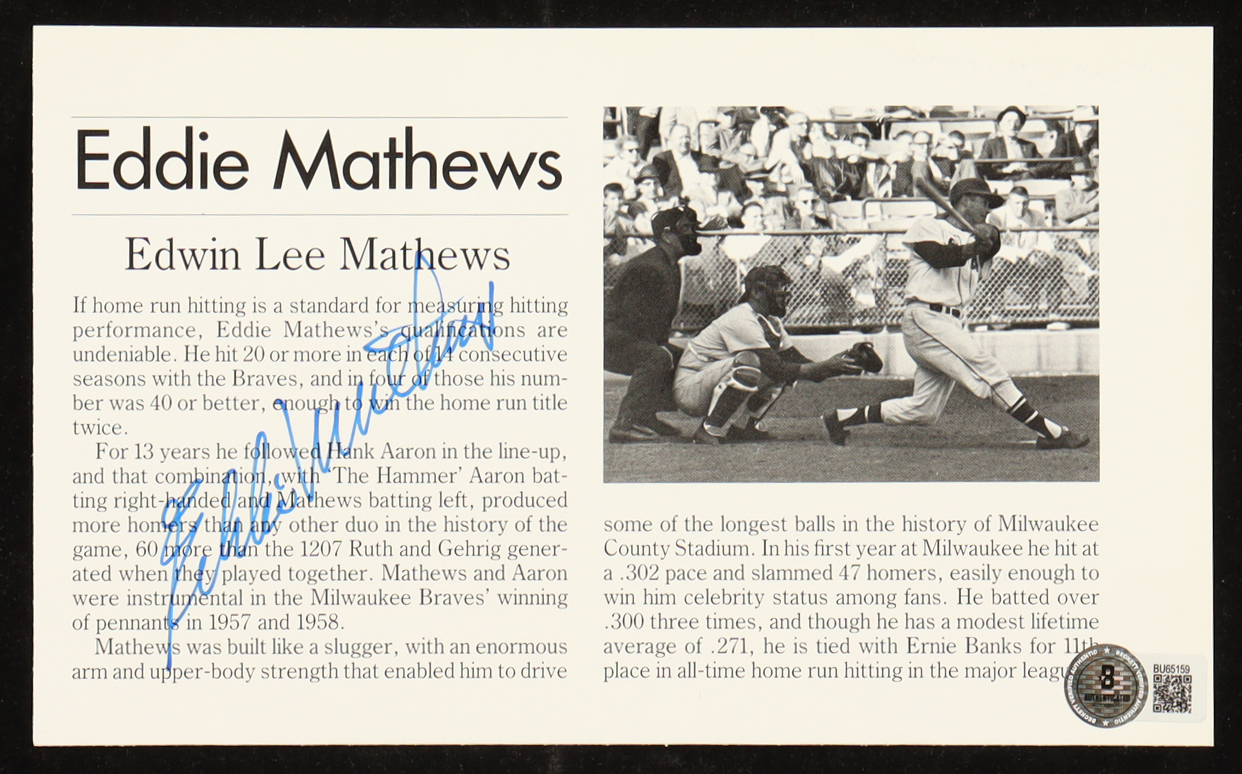 Eddie Mathews
Edwin Lee Mathews
If home run hitting is a standard for measuring hitting
performance, Eddie Mathews's qualifications are
undeniable. He hit 20 or more in each of 14 consecutive
seasons with the Braves, and in four of those his num-
ber was 40 or better, enough to win the home run title
twice.
For 13 years he followed Hank Aaron in the line-up,
and that combination, with 'The Hammer' Aaron bat-
ting right-handed and Mathews batting left, produced
more homers than any other duo in the history of the
game, 60 more than the 1207 Ruth and Gehrig gener-
ated when they played together. Mathews and Aaron
were instrumental in the Milwaukee Braves' winning
of pennants in 1957 and 1958.
Mathews was built like a slugger, with an enormous
arm and upper-body strength that enabled him to drive
Eddie Mathews
some of the longest balls in the history of Milwaukee
County Stadium. In his first year at Milwaukee he hit at
a .302 pace and slammed 47 homers, easily enough to
win him celebrity status among fans. He batted over
.300 three times, and though he has a modest lifetime
average of .271, he is tied with Ernie Banks for 11th
place in all-time home run hitting in the major leagu
B
AUTHENTICATED
BECKETT AUTHENTIC
BU65159